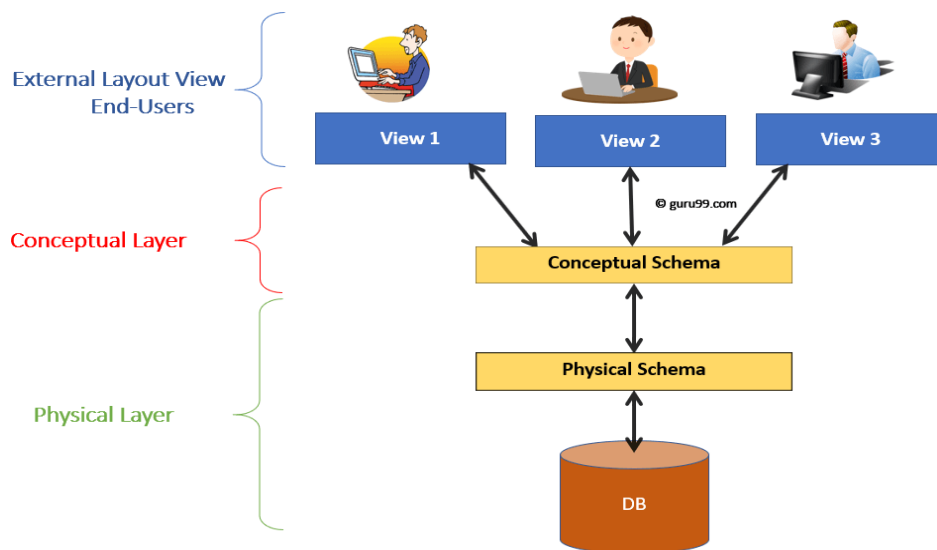 External Layout View
End-Users
View 1
View 2
View 3
© guru99.com
Conceptual Layer
Conceptual Schema
Physical Schema
Physical Layer
DB